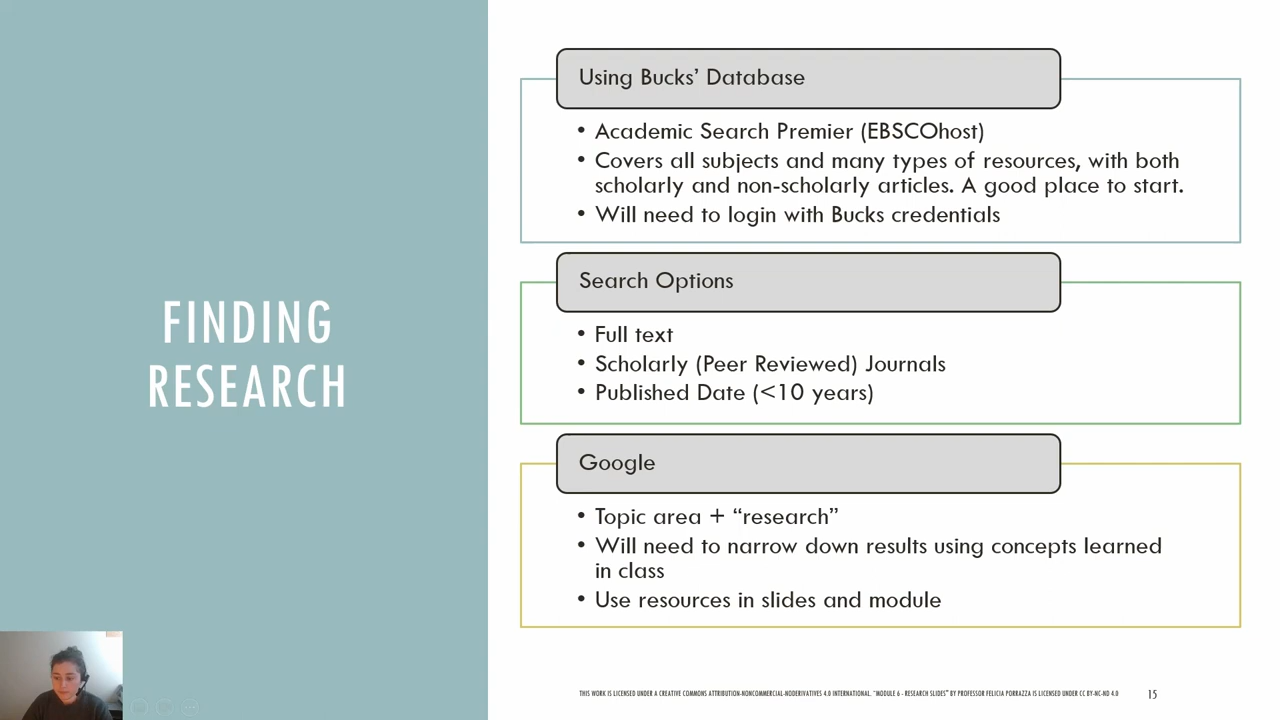 FINDING
RESEARCH
Using Bucks’ Database
• Academic Search Premier (EBSCOhost)
• Covers all subjects and many types of resources, with both
scholarly and non-scholarly articles. A good place to start.
• Will need to login with Bucks credentials
Search Options
• Full text
• Scholarly (Peer Reviewed) Journals
• Published Date (<10 years)
Google
• Topic area + “research”
• Will need to narrow down results using concepts learned
in class
• Use resources in slides and module
THIS WORK IS LICENSED UNDER A CREATIVE COMMONS ATTRIBUTION-NONCOMMERCIAL-NODERIVATIVES 4.0 INTERNATIONAL. “MODULE 6 - RESEARCH SLIDES” BY PROFESSOR FELICIA PORRAZZA IS LICENSED UNDER CC BY-NC-ND 4.0
15